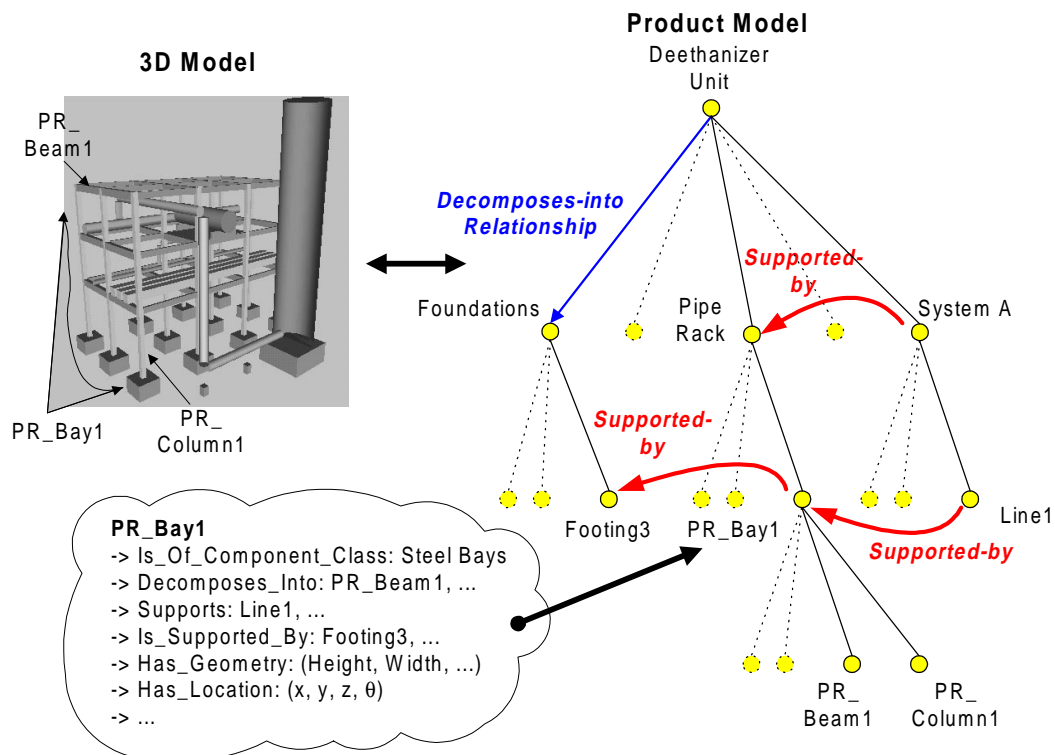 Product Model
Deethanizer
Unit
3D Model
PR_
Beam1
Decomposes-into
Relationship
Supported-
by
Foundations
Pipe
Rack
System A
PR_Bay1
PR_
Column1
Supported-
by
Footing3
PR_Bay1
Line1
Supported-by
PR_Bay1
-> Is_Of_Component_Class: Steel Bays
-> Decomposes_Into: PR_Beam1, ...
-> Supports: Line1, ...
-> Is_Supported_By: Footing3, ...
-> Has_Geometry: (Height, Width, ...)
-> Has_Location: (x, y, z, θ)
-> ...
PR_
Beam1
PR_
Column1